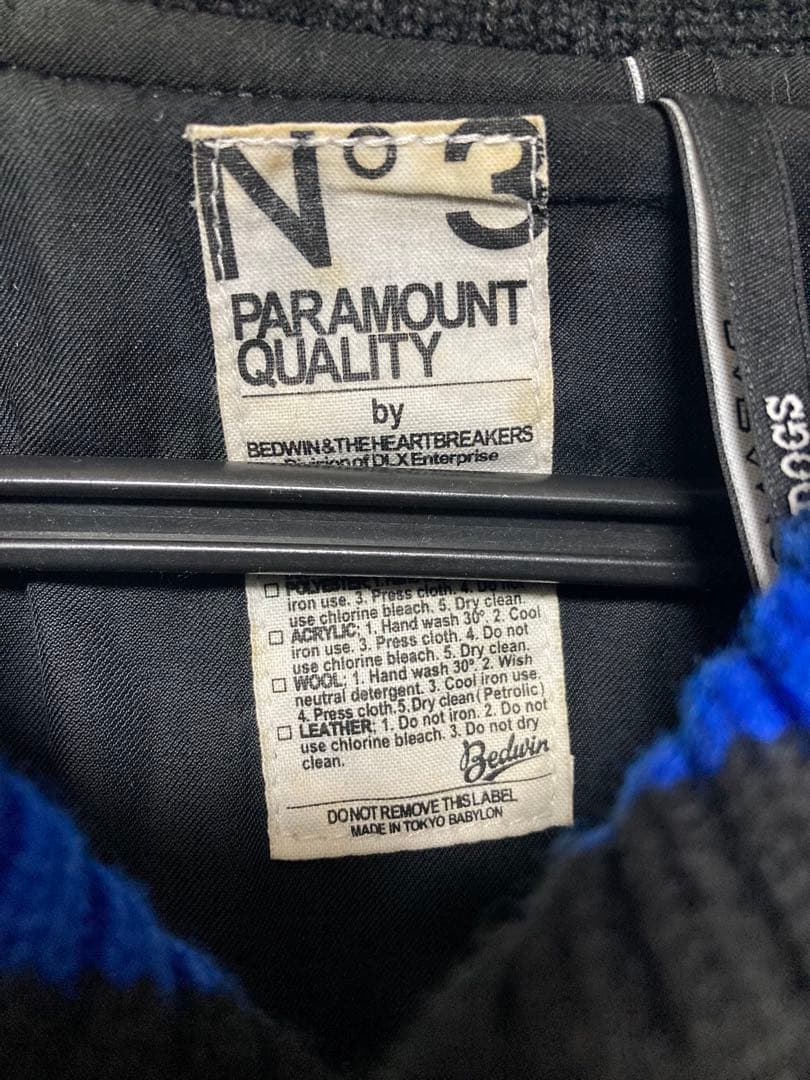 N° 3
PARAMOUNT
QUALITY
by
BEDWIN & THE HEARTBREAKERS
Division of DLX Enterprise
POLYESTER:
iron use. 3. Press cloth. 4. Do not
use chlorine bleach. 5. Dry clean.
ACRYLIC: 1. Hand wash 30°. 2. Cool
iron use. 3. Press cloth. 4. Do not
use chlorine bleach. 5. Dry clean.
WOOL: 1. Hand wash 30°. 2. Wish
neutral detergent. 3. Cool iron use.
4. Press cloth. 5. Dry clean (Petrolic)
LEATHER: 1. Do not iron. 2. Do not
use chlorine bleach. 3. Do not dry
clean.
Bedwin
DO NOT REMOVE THIS LABEL
MADE IN TOKYO BABYLON
DOGS